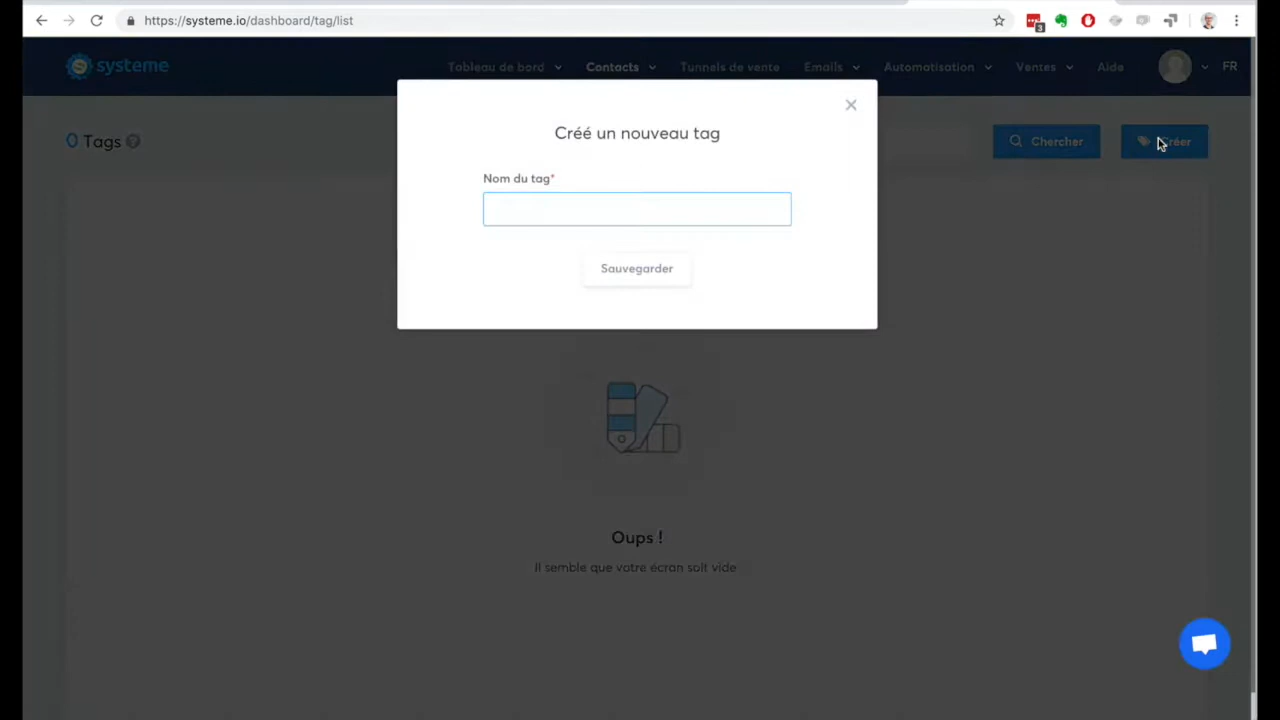 https://systeme.io/dashboard/tag/list
3
systeme
Tableau de bord
Contacts
Tunnels de vente
Emails
Automatisation
Ventes
Aide
FR
0 Tags ?
Chercher
Créer
Créé un nouveau tag
Nom du tag*
Sauvegarder
Oups !
Il semble que votre écran soit vide